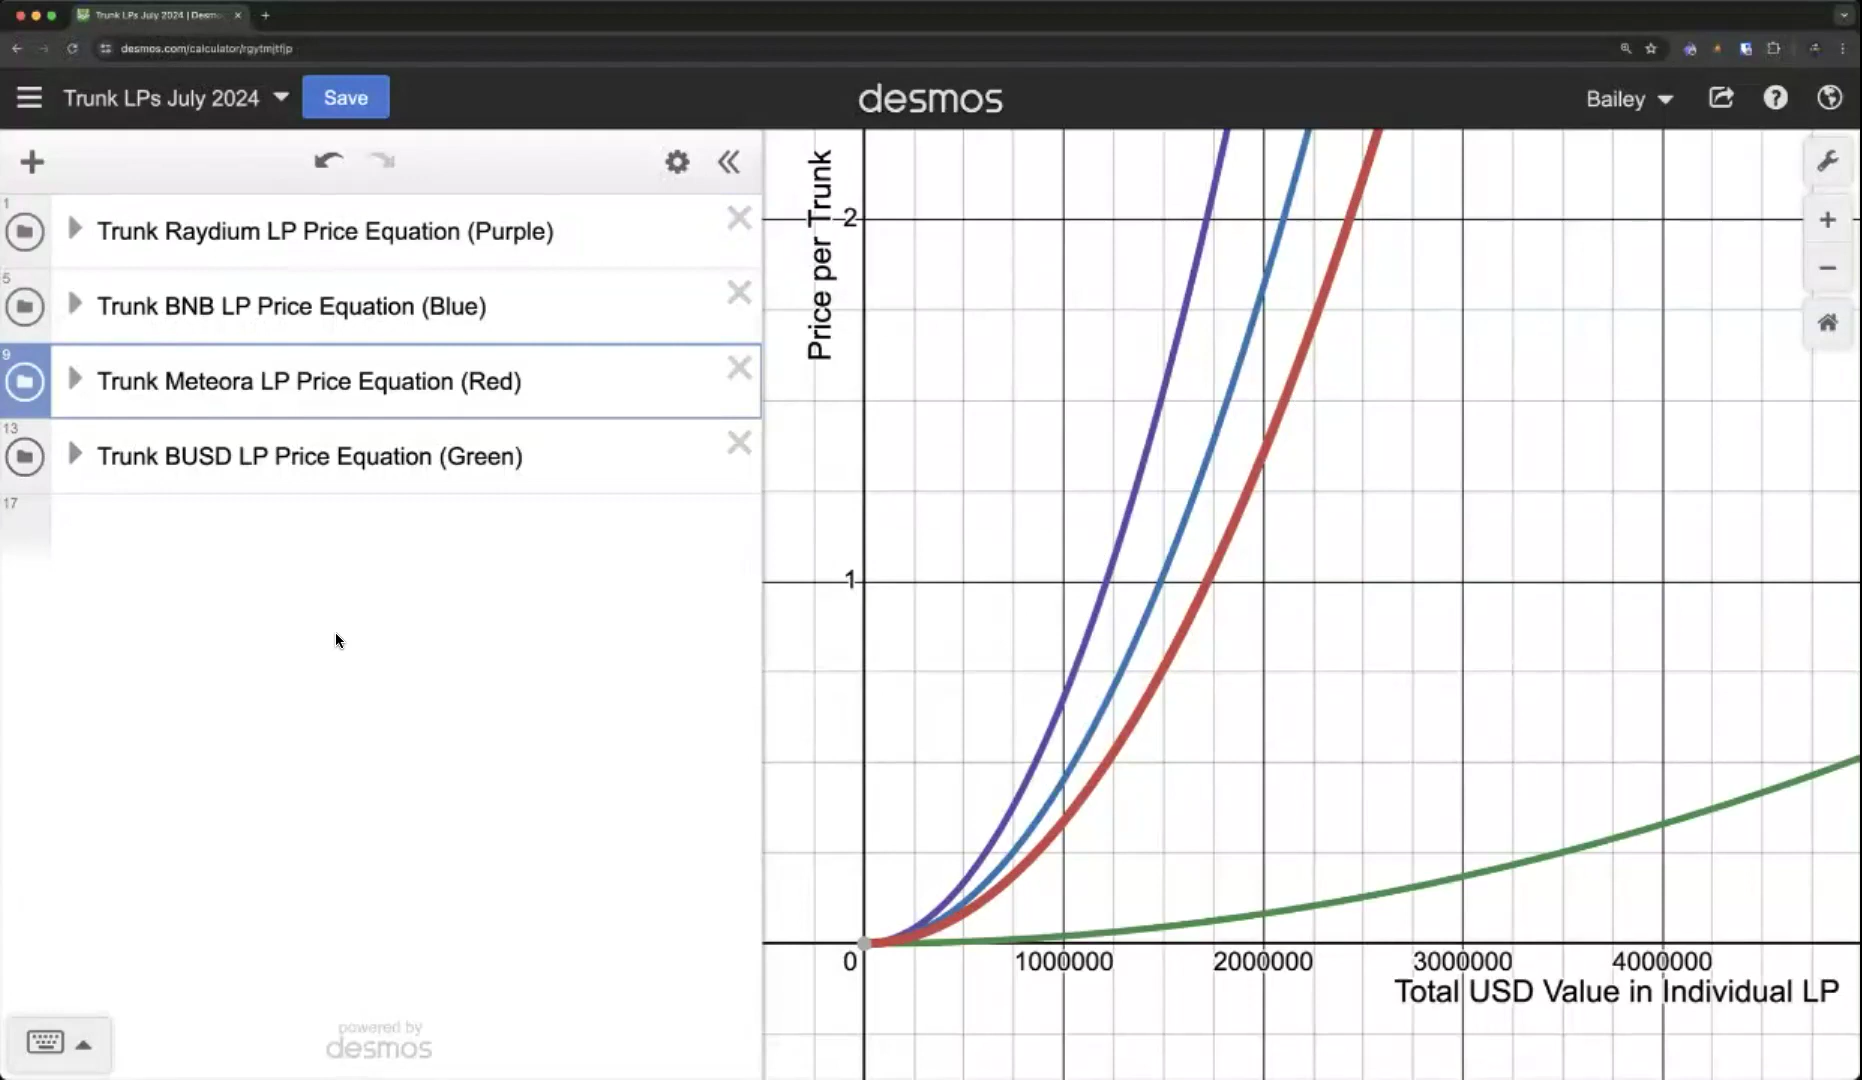 Trunk LPs July 2024 | Desmo
desmos.com/calculator/rgytmjtfjp
Trunk LPs July 2024
Save
desmos
Bailey
1
Trunk Raydium LP Price Equation (Purple)
5
Trunk BNB LP Price Equation (Blue)
9
Trunk Meteora LP Price Equation (Red)
13
Trunk BUSD LP Price Equation (Green)
17
powered by
desmos
Price per Trunk
2
1
0
1000000
2000000
3000000
4000000
Total USD Value in Individual LP